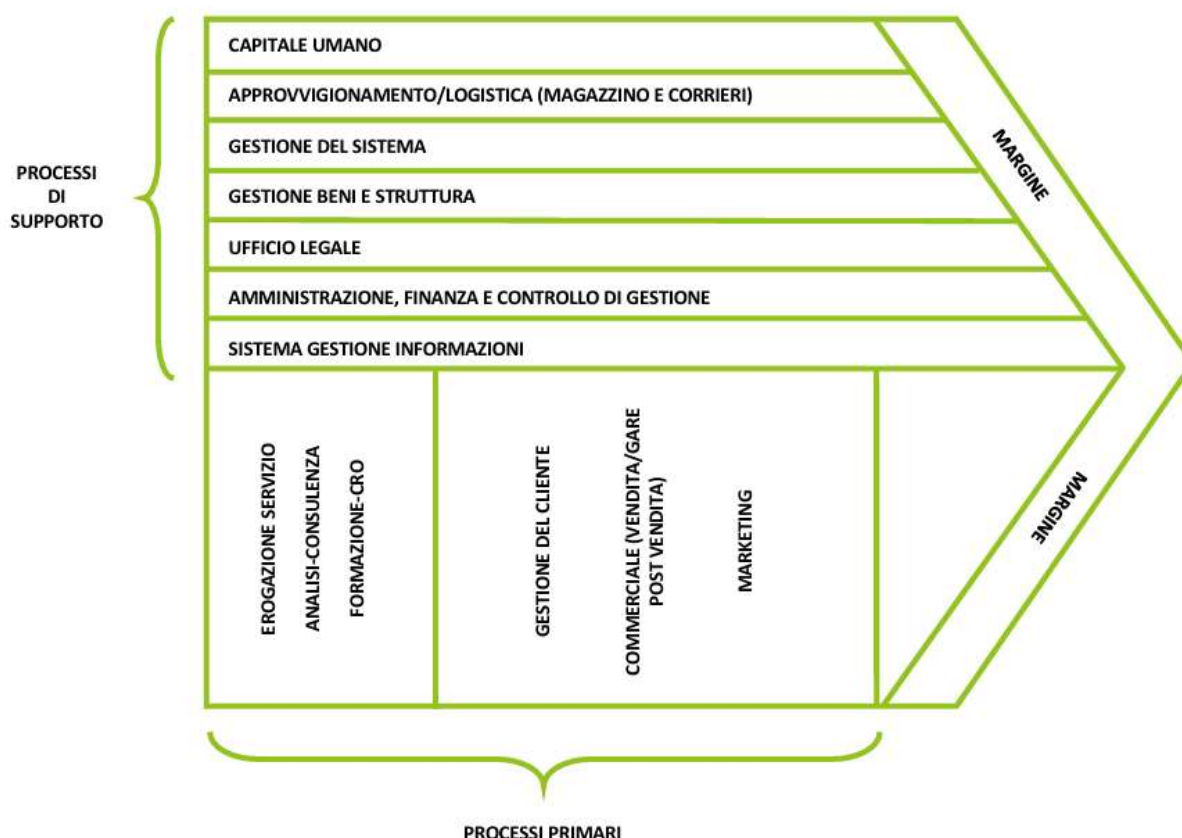 CAPITALE UMANO
APPROVVIGIONAMENTO/LOGISTICA (MAGAZZINO E CORRIERI)
GESTIONE DEL SISTEMA
GESTIONE BENI E STRUTTURA
UFFICIO LEGALE
AMMINISTRAZIONE, FINANZA E CONTROLLO DI GESTIONE
SISTEMA GESTIONE INFORMAZIONI
PROCESSI
DI
SUPPORTO
MARGINE
MARGINE
EROGAZIONE SERVIZIO
ANALISI-CONSULENZA
FORMAZIONE-CRO
GESTIONE DEL CLIENTE
COMMERCIALE (VENDITA/GARE
POST VENDITA)
MARKETING
PROCESSI PRIMARI